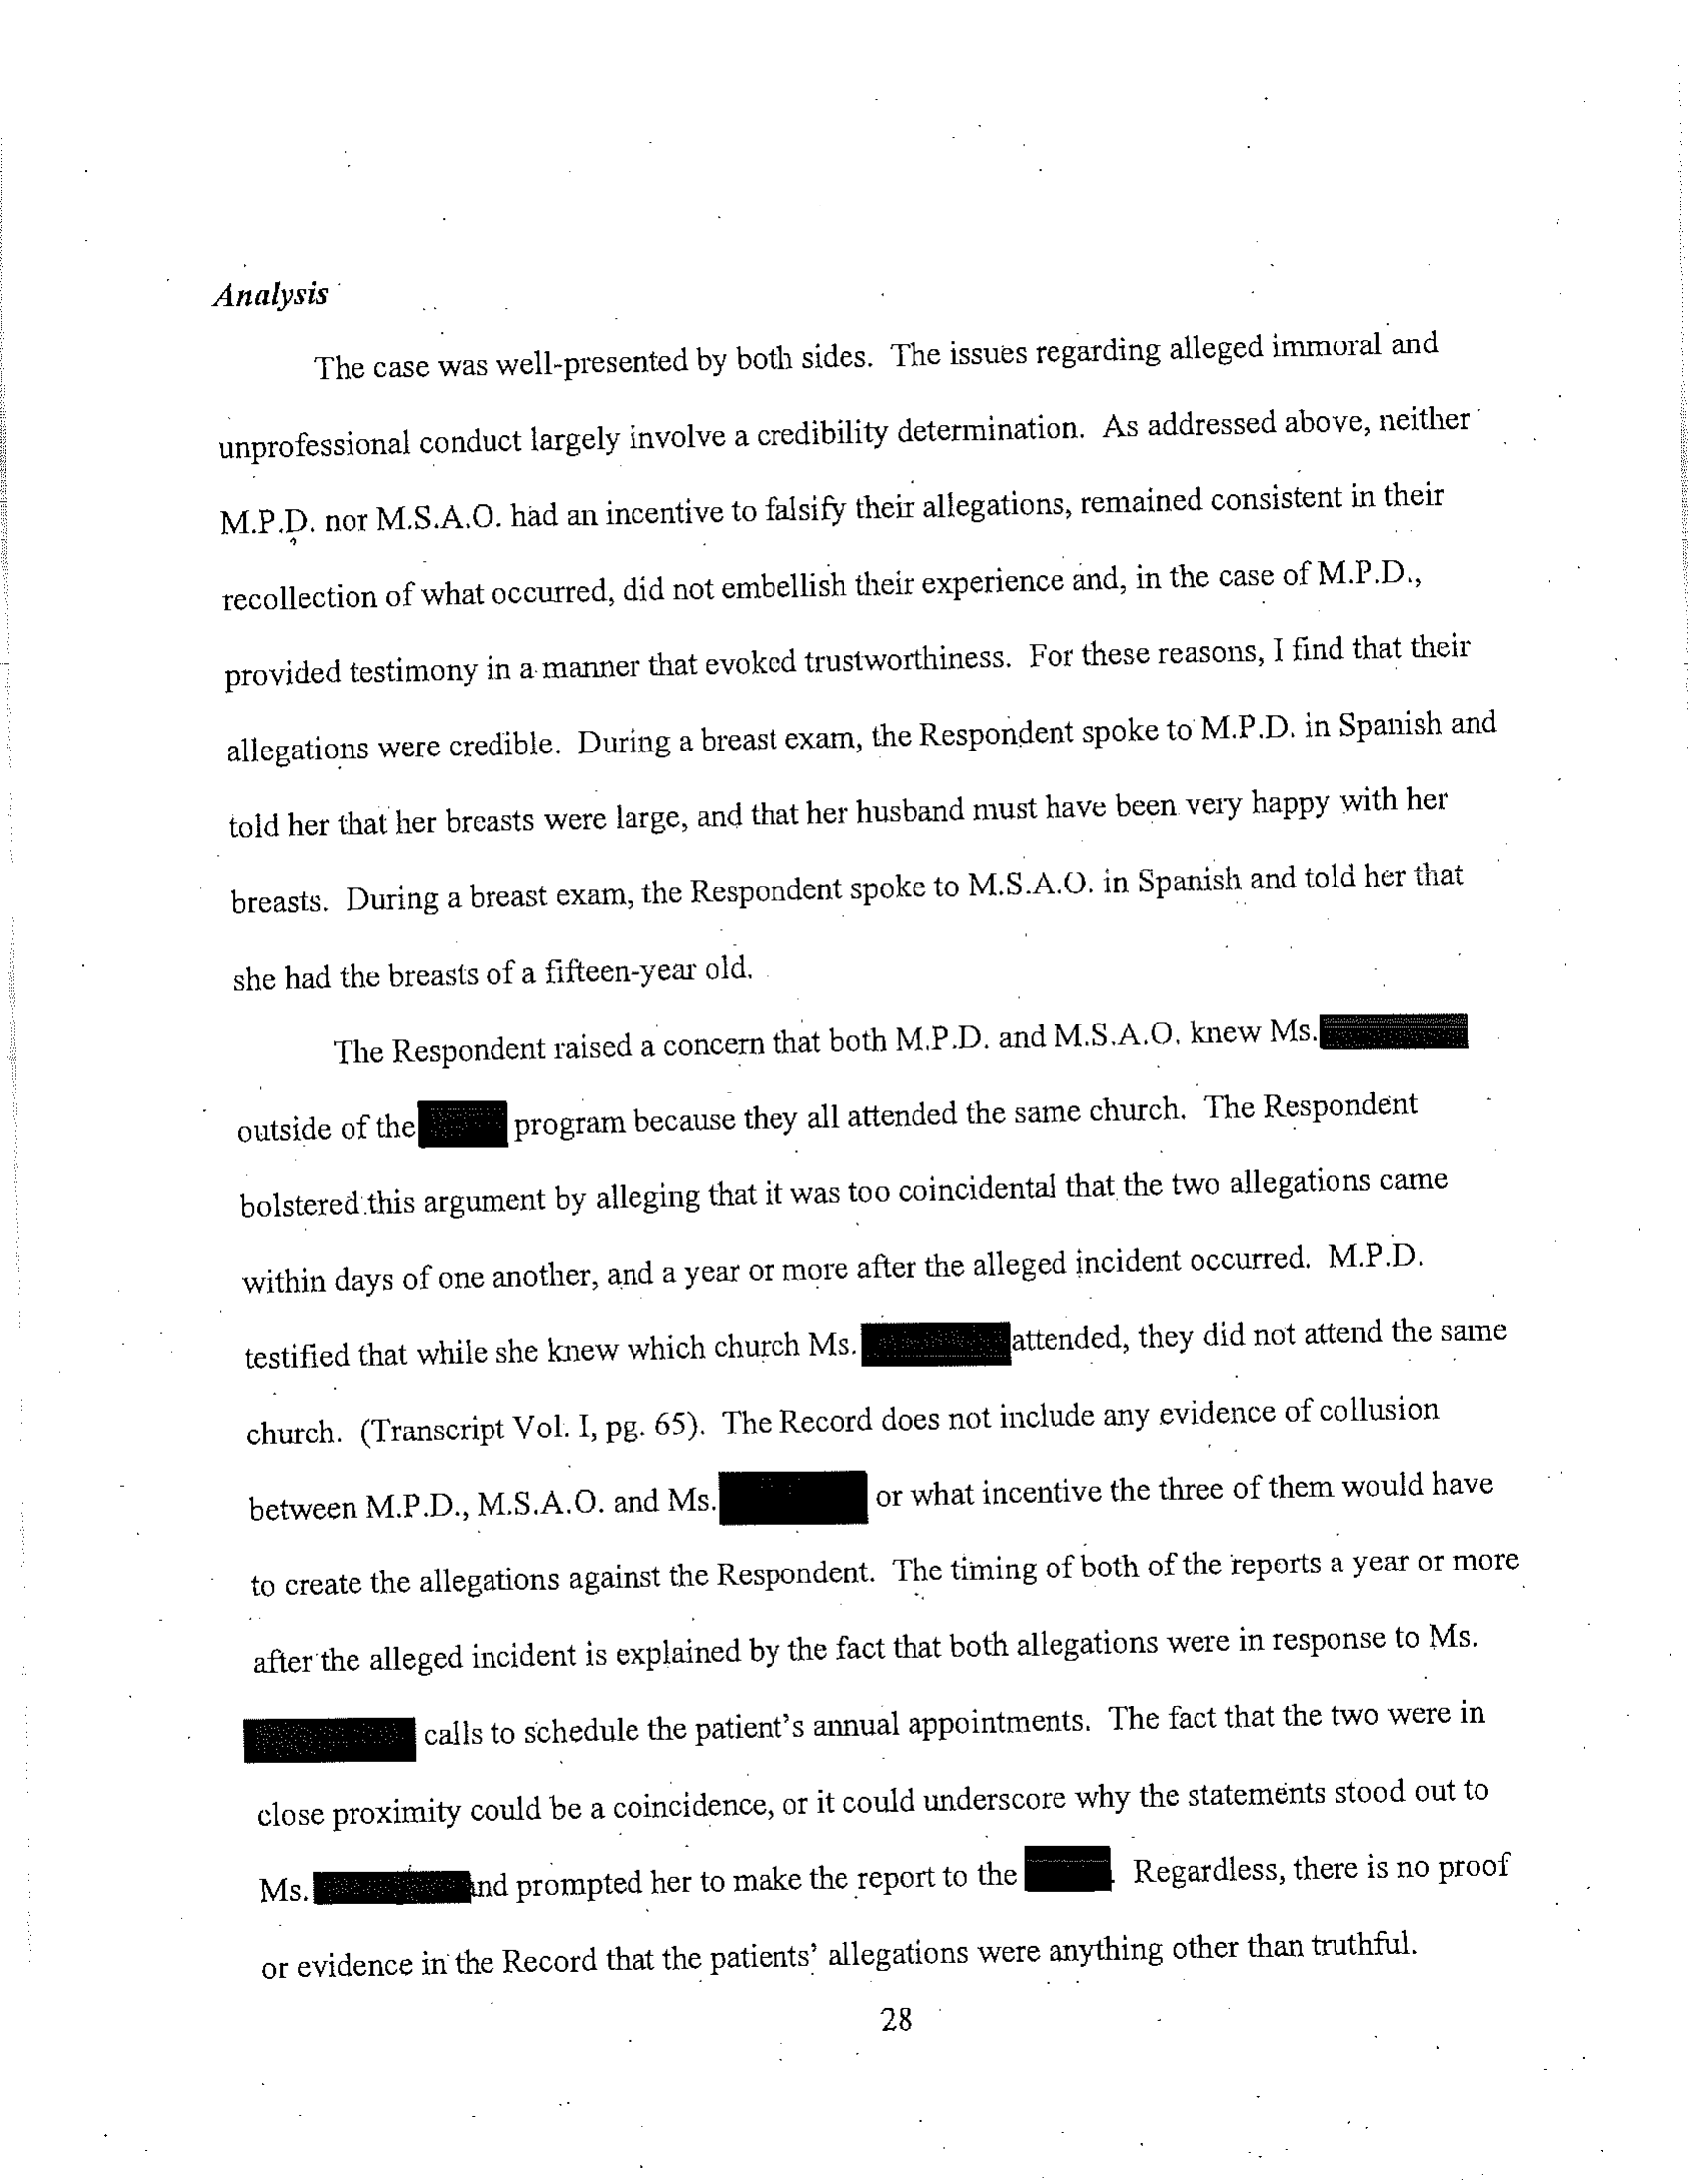 Analysis
The case was well-presented by both sides. The issues regarding alleged immoral and
unprofessional conduct largely involve a credibility determination. As addressed above, neither
M.P.D. nor M.S.A.O. had an incentive to falsify their allegations, remained consistent in their
recollection of what occurred, did not embellish their experience and, in the case of M.P.D.,
provided testimony in a manner that evoked trustworthiness. For these reasons, I find that their
allegations were credible. During a breast exam, the Respondent spoke to M.P.D. in Spanish and
told her that her breasts were large, and that her husband must have been very happy with her
breasts. During a breast exam, the Respondent spoke to M.S.A.O. in Spanish and told her that
she had the breasts of a fifteen-year old.
The Respondent raised a concern that both M.P.D. and M.S.A.O. knew Ms.
outside of the program because they all attended the same church. The Respondent
bolstered this argument by alleging that it was too coincidental that the two allegations came
within days of one another, and a year or more after the alleged incident occurred. M.P.D.
testified that while she knew which church Ms. attended, they did not attend the same
church. (Transcript Vol. I, pg. 65). The Record does not include any evidence of collusion
between M.P.D., M.S.A.O. and Ms. or what incentive the three of them would have
to create the allegations against the Respondent. The timing of both of the reports a year or more
after the alleged incident is explained by the fact that both allegations were in response to Ms.
calls to schedule the patient's annual appointments. The fact that the two were in
close proximity could be a coincidence, or it could underscore why the statements stood out to
Ms. and prompted her to make the report to the . Regardless, there is no proof
or evidence in the Record that the patients' allegations were anything other than truthful.
28